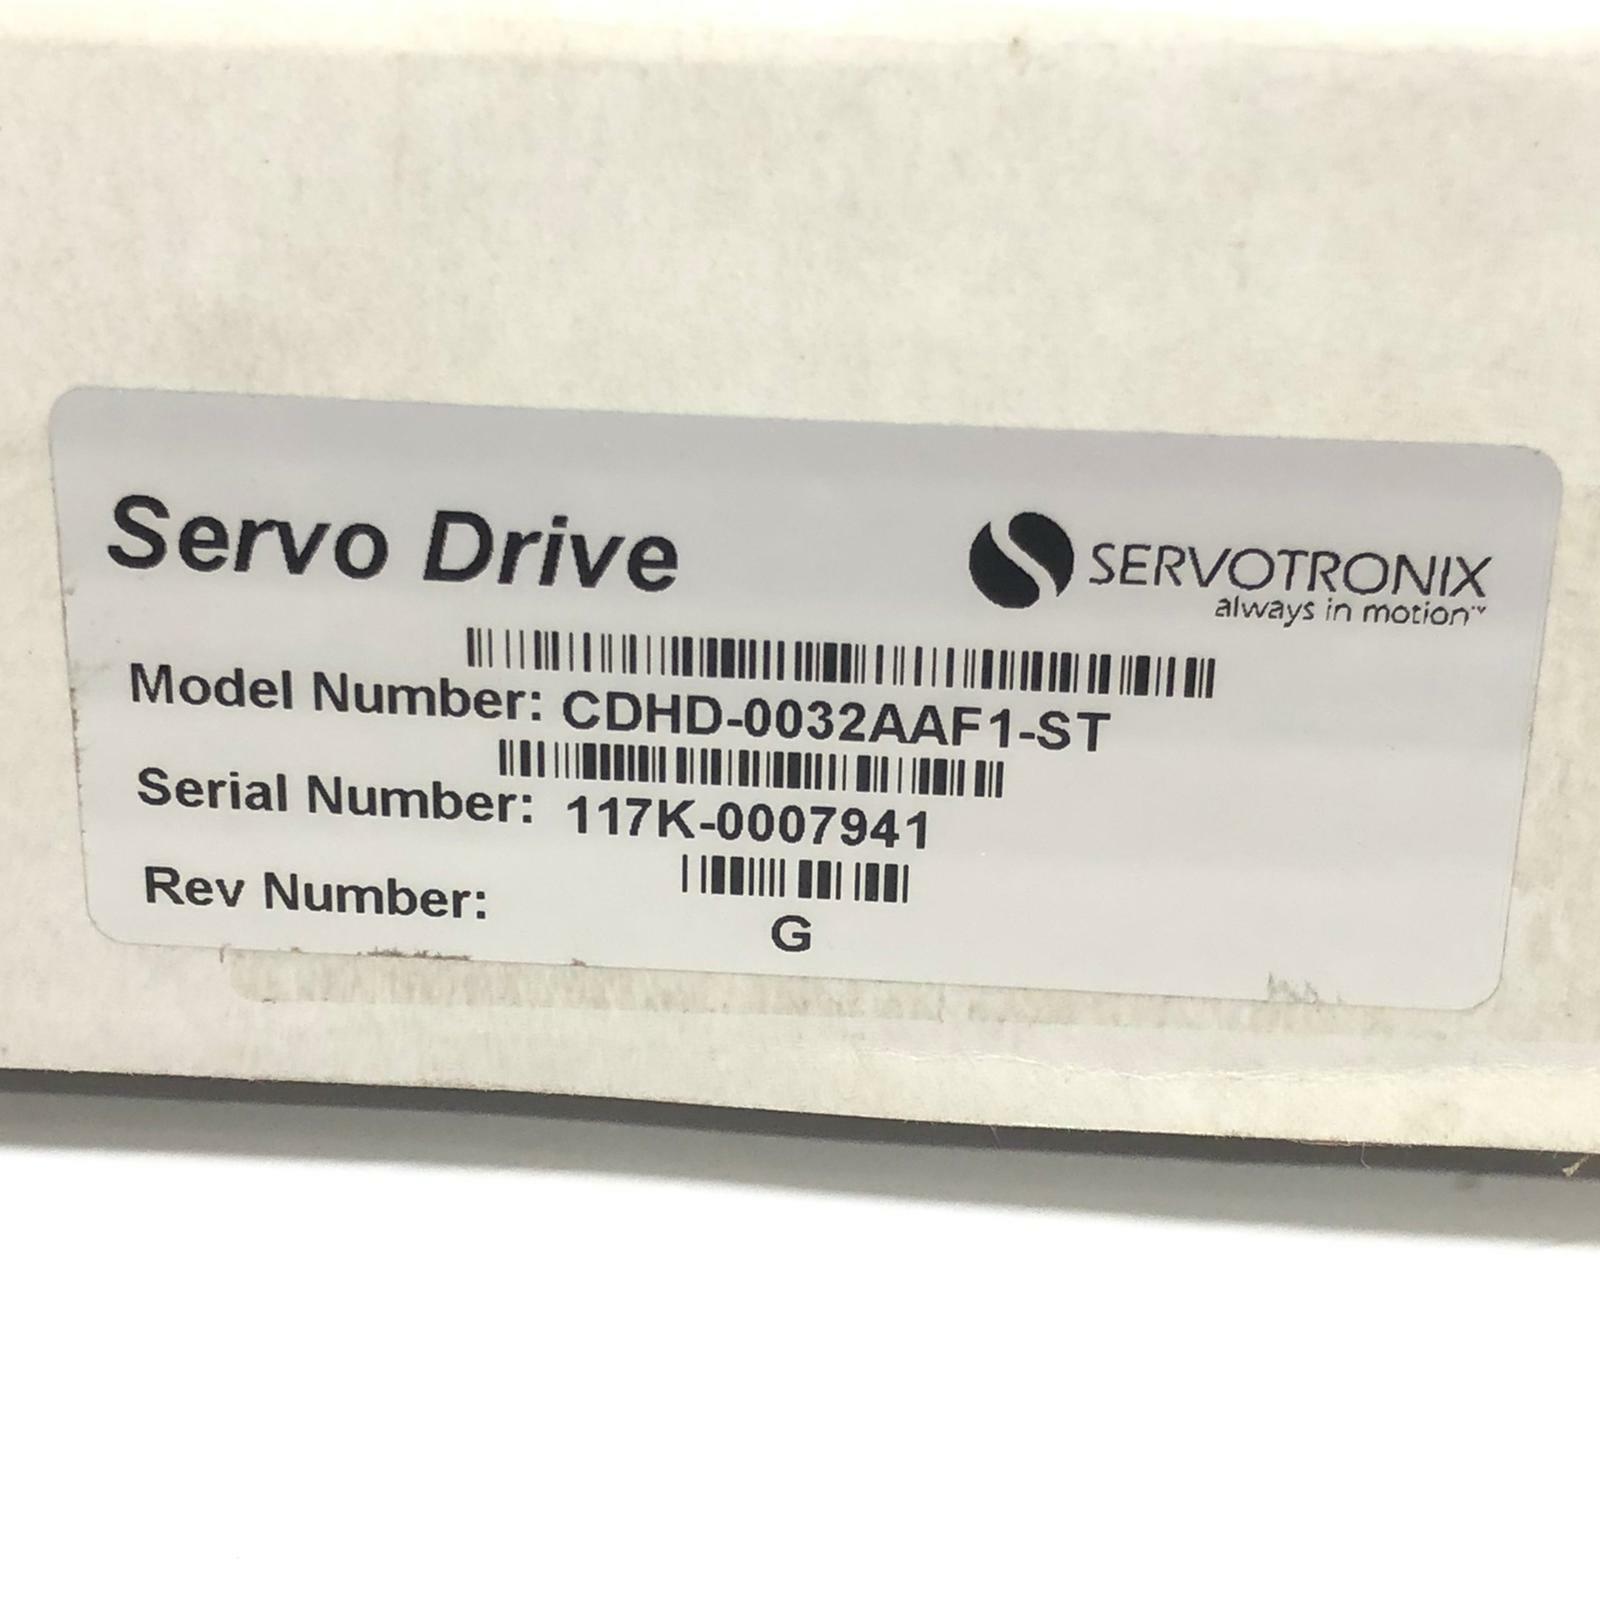 Servo Drive
SERVOTRONIX
always in motion™
Model Number: CDHD-0032AAF1-ST
Serial Number: 117K-0007941
Rev Number:
G